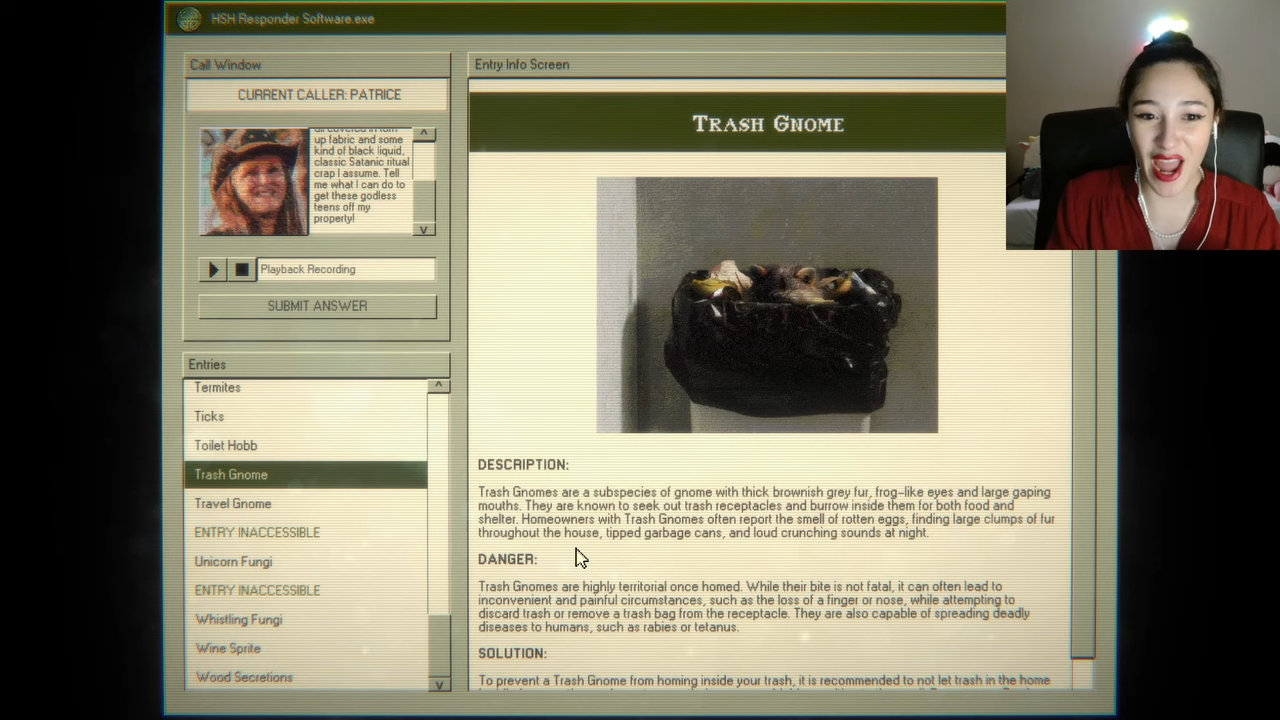 HSH Responder Software.exe
Call Window
CURRENT CALLER: PATRICE
up fabric and some
kind of black liquid,
classic Satanic ritual
crap I assume. Tell
me what I can do to
get these godless
teens off my
property!
Playback Recording
SUBMIT ANSWER
Entries
Termites
Ticks
Toilet Hobb
Trash Gnome
Travel Gnome
ENTRY INACCESSIBLE
Unicorn Fungi
ENTRY INACCESSIBLE
Whistling Fungi
Wine Sprite
Wood Secretions
Entry Info Screen
Trash Gnome
DESCRIPTION:
Trash Gnomes are a subspecies of gnome with thick brownish grey fur, frog-like eyes and large gaping
mouths. They are known to seek out trash receptacles and burrow inside them for both food and
shelter. Homeowners with Trash Gnomes often report the smell of rotten eggs, finding large clumps of fur
throughout the house, tipped garbage cans, and loud crunching sounds at night.
DANGER:
Trash Gnomes are highly territorial once homed. While their bite is not fatal, it can often lead to
inconvenient and painful circumstances, such as the loss of a finger or nose, while attempting to
discard trash or remove a trash bag from the receptacle. They are also capable of spreading deadly
diseases to humans, such as rabies or tetanus.
SOLUTION:
To prevent a Trash Gnome from homing inside your trash, it is recommended to not let trash in the home